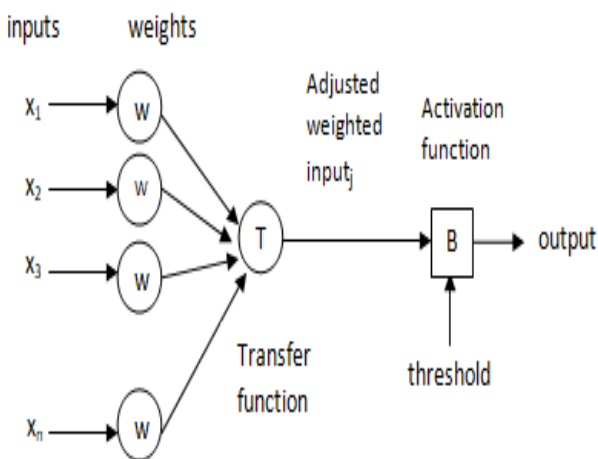 inputs weights
x₁ W
Adjusted weighted inputⱼ
Activation function
x₂ W
T
B
output
x₃ W
Transfer function
threshold
xₙ W